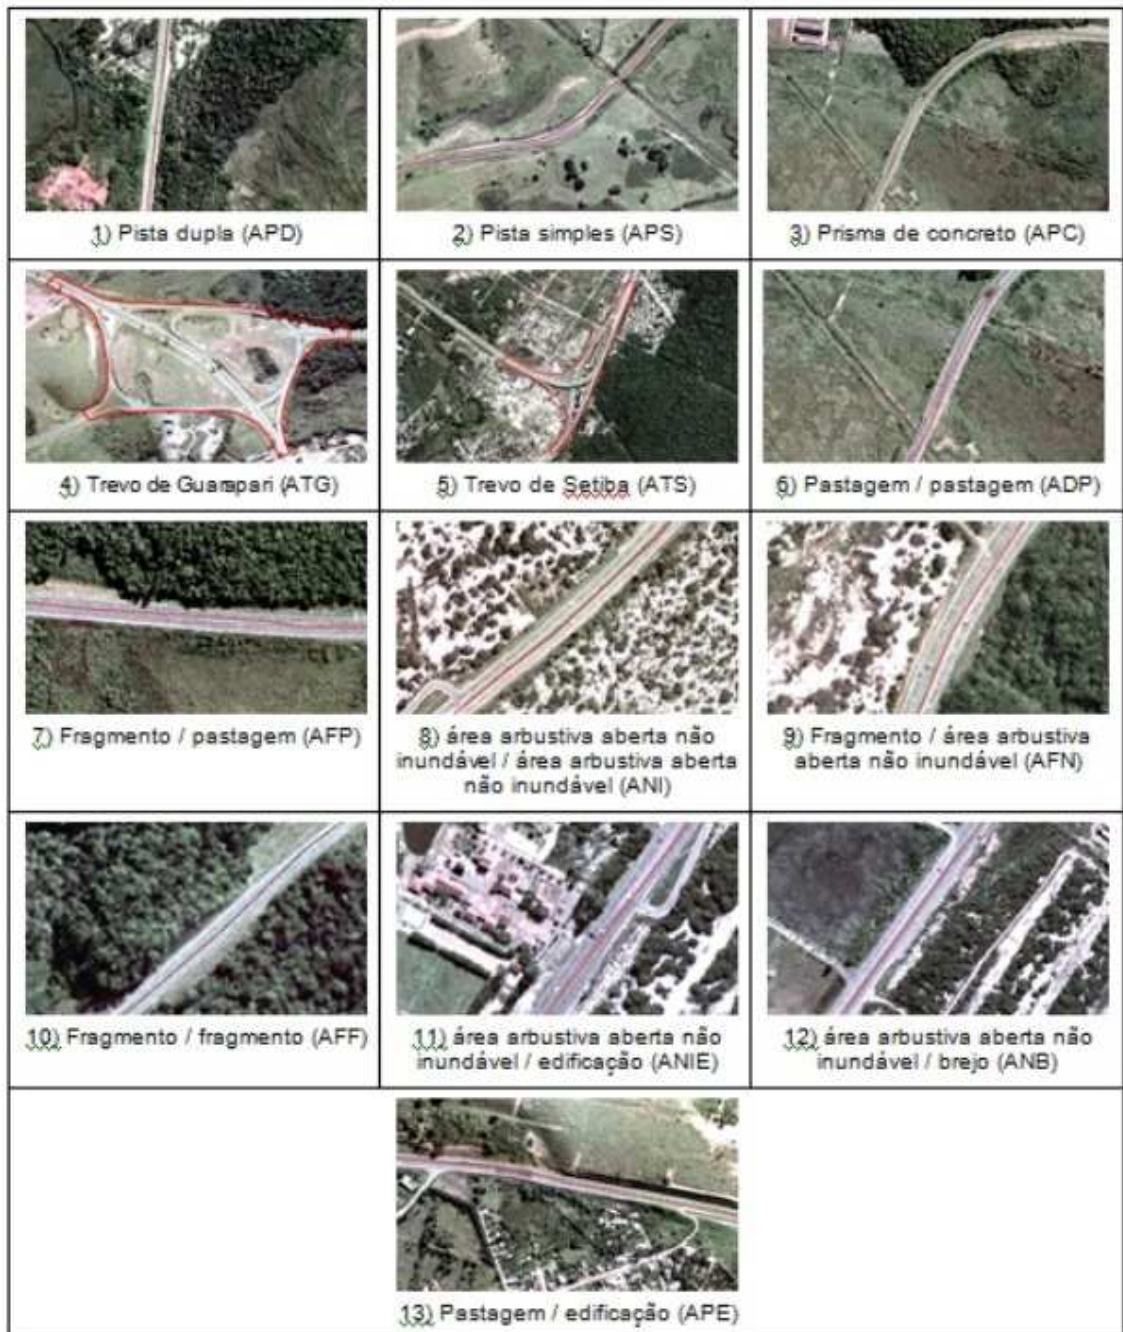 1) Pista dupla (APD)
2) Pista simples (APS)
3) Prisma de concreto (APC)
4) Trevo de Guarapari (ATG)
5) Trevo de Setiba (ATS)
6) Pastagem / pastagem (ADP)
7) Fragmento / pastagem (AFP)
8) área arbustiva aberta não
inundável / área arbustiva aberta
não inundável (ANI)
9) Fragmento / área arbustiva
aberta não inundável (AFN)
10) Fragmento / fragmento (AFF)
11) área arbustiva aberta não
inundável / edificação (ANIE)
12) área arbustiva aberta não
inundável / brejo (ANB)
13) Pastagem / edificação (APE)